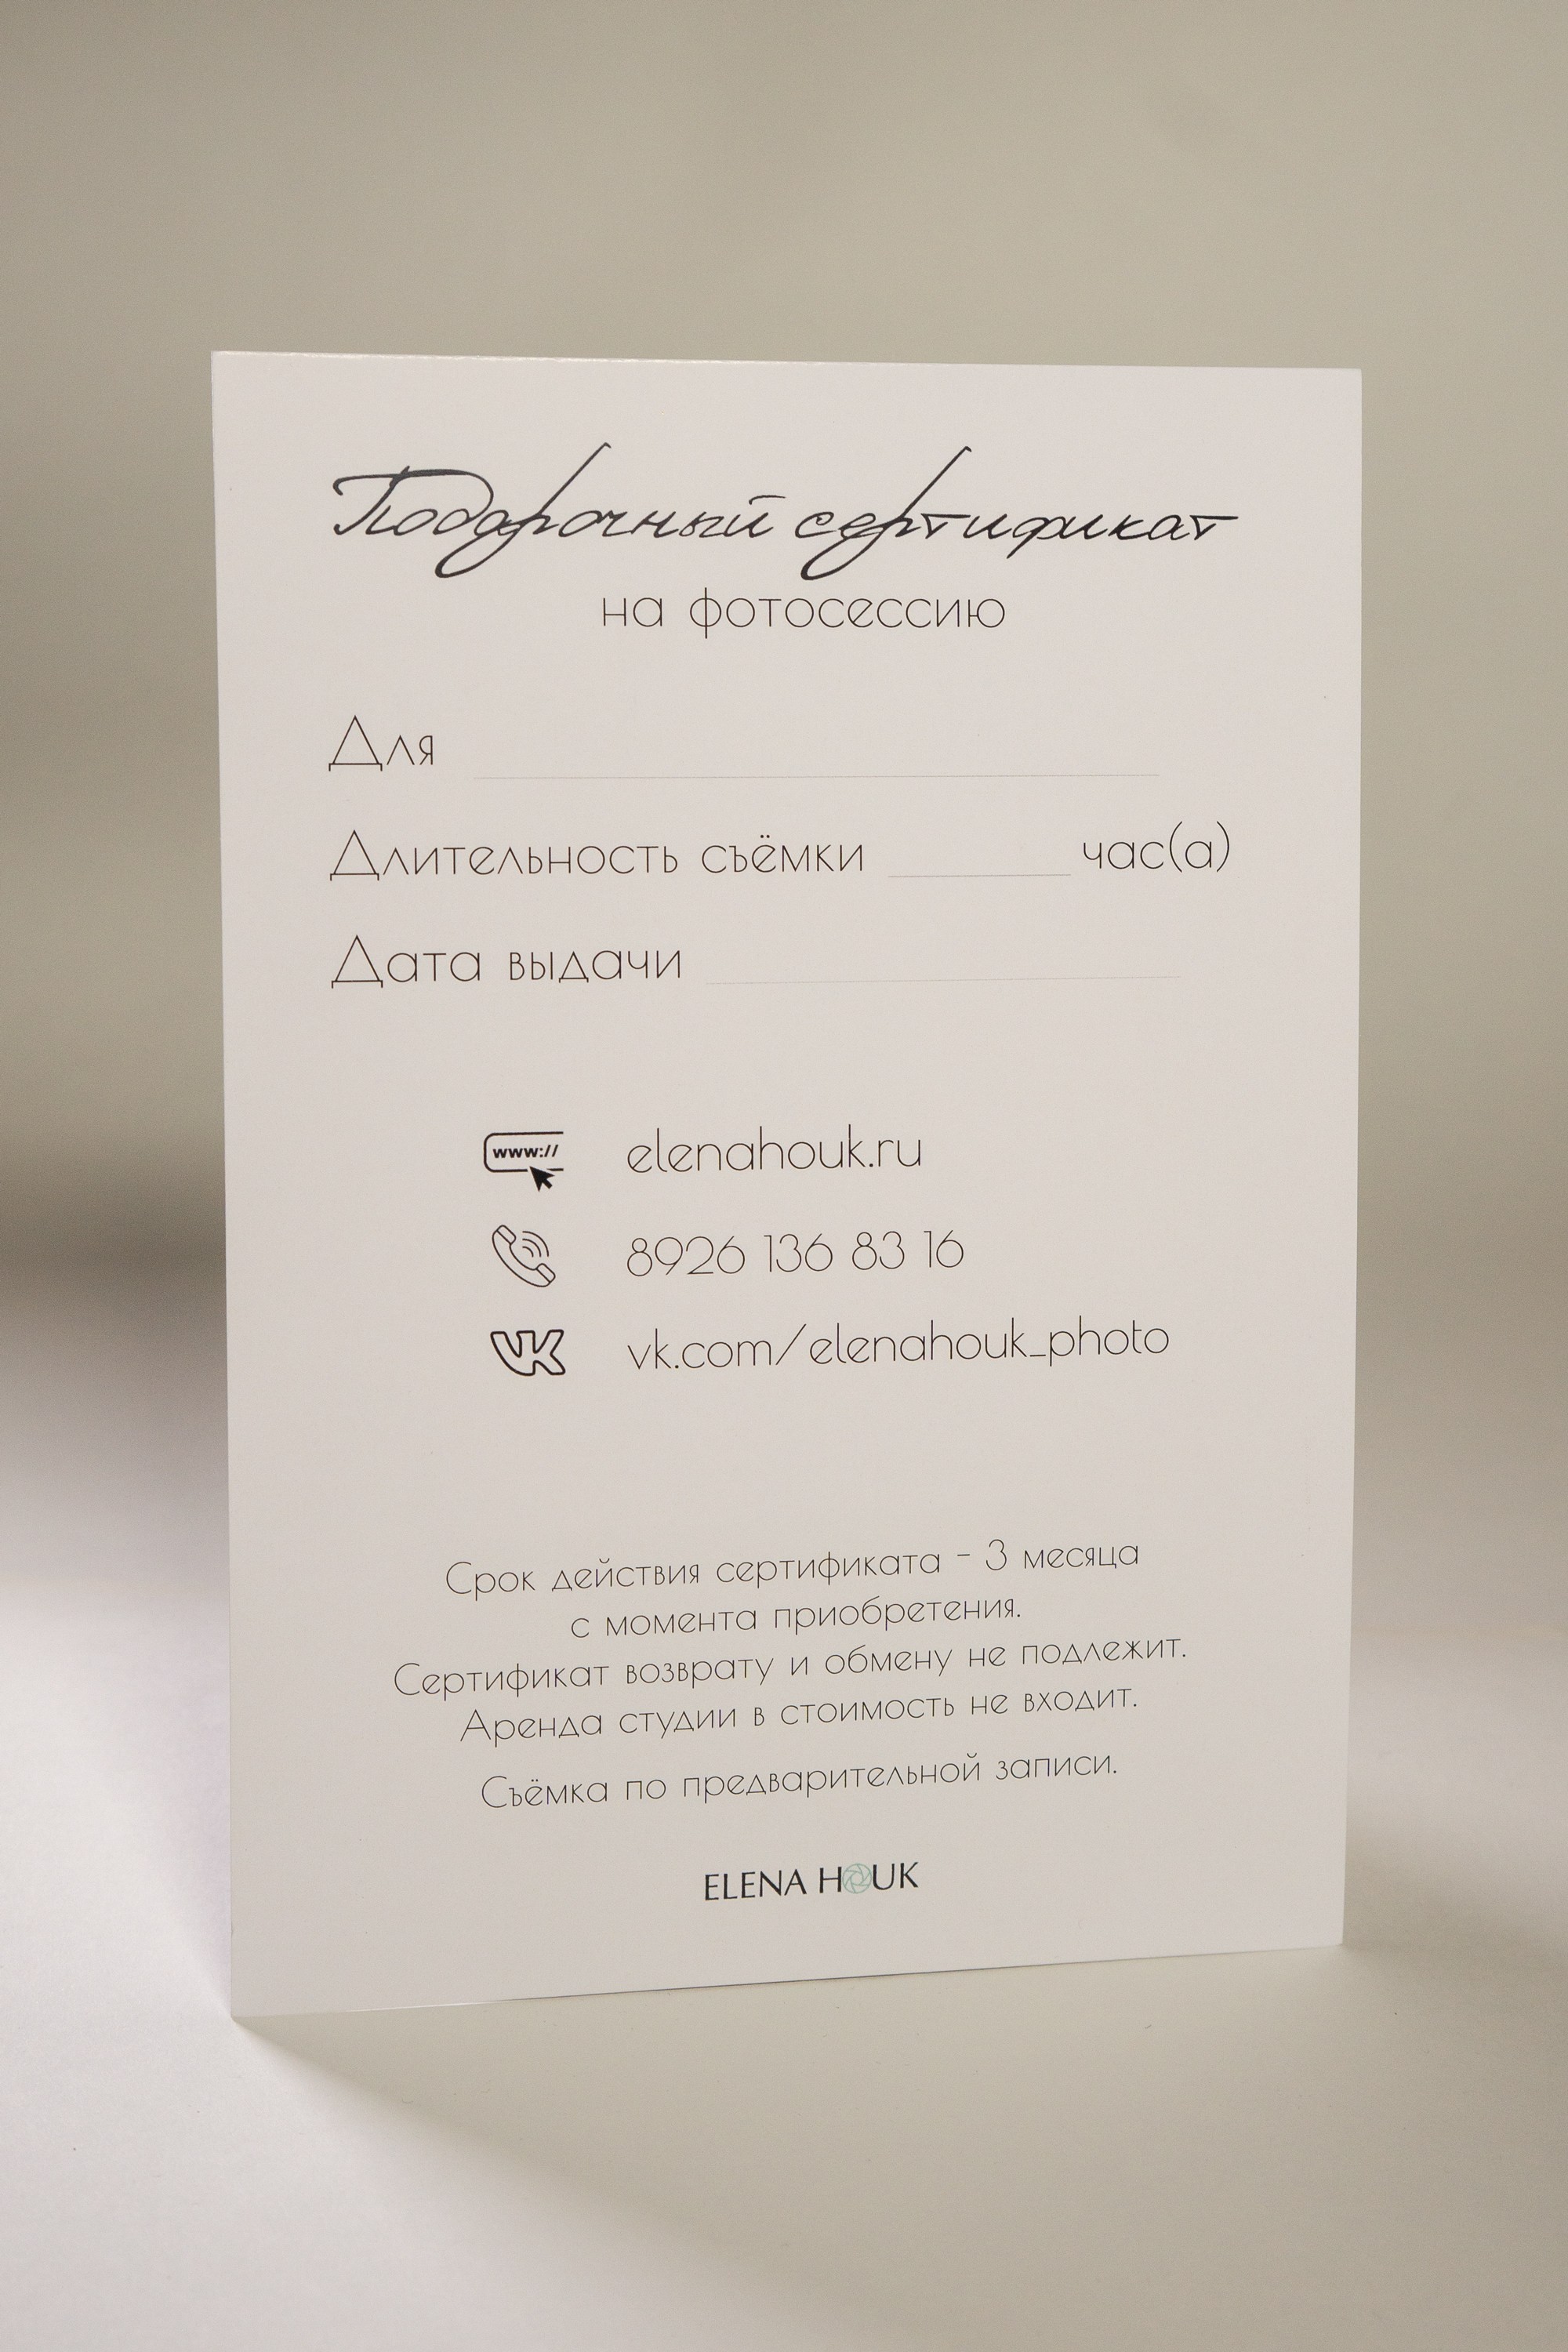 Подарочный сертификат
на фотосессию
Для
Длительность съёмки час(а)
Дата выдачи
www:// elenahouk.ru
8926 136 83 16
VK vk.com/elenahouk_photo
Срок действия сертификата - 3 месяца
с момента приобретения.
Сертификат возврату и обмену не подлежит.
Аренда студии в стоимость не входит.
Съёмка по предварительной записи.
ELENA HOUK